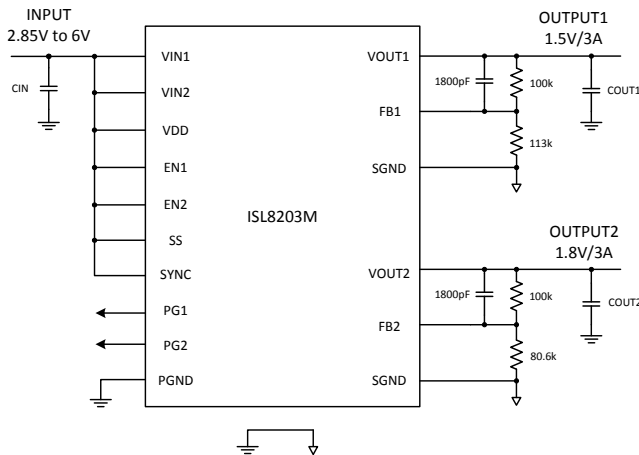 INPUT
2.85V to 6V
CIN
VIN1
VIN2
VDD
EN1
EN2
SS
SYNC
PG1
PG2
PGND
ISL8203M
VOUT1
FB1
SGND
VOUT2
FB2
SGND
OUTPUT1
1.5V/3A
1800pF
100k
COUT1
113k
OUTPUT2
1.8V/3A
1800pF
100k
COUT2
80.6k